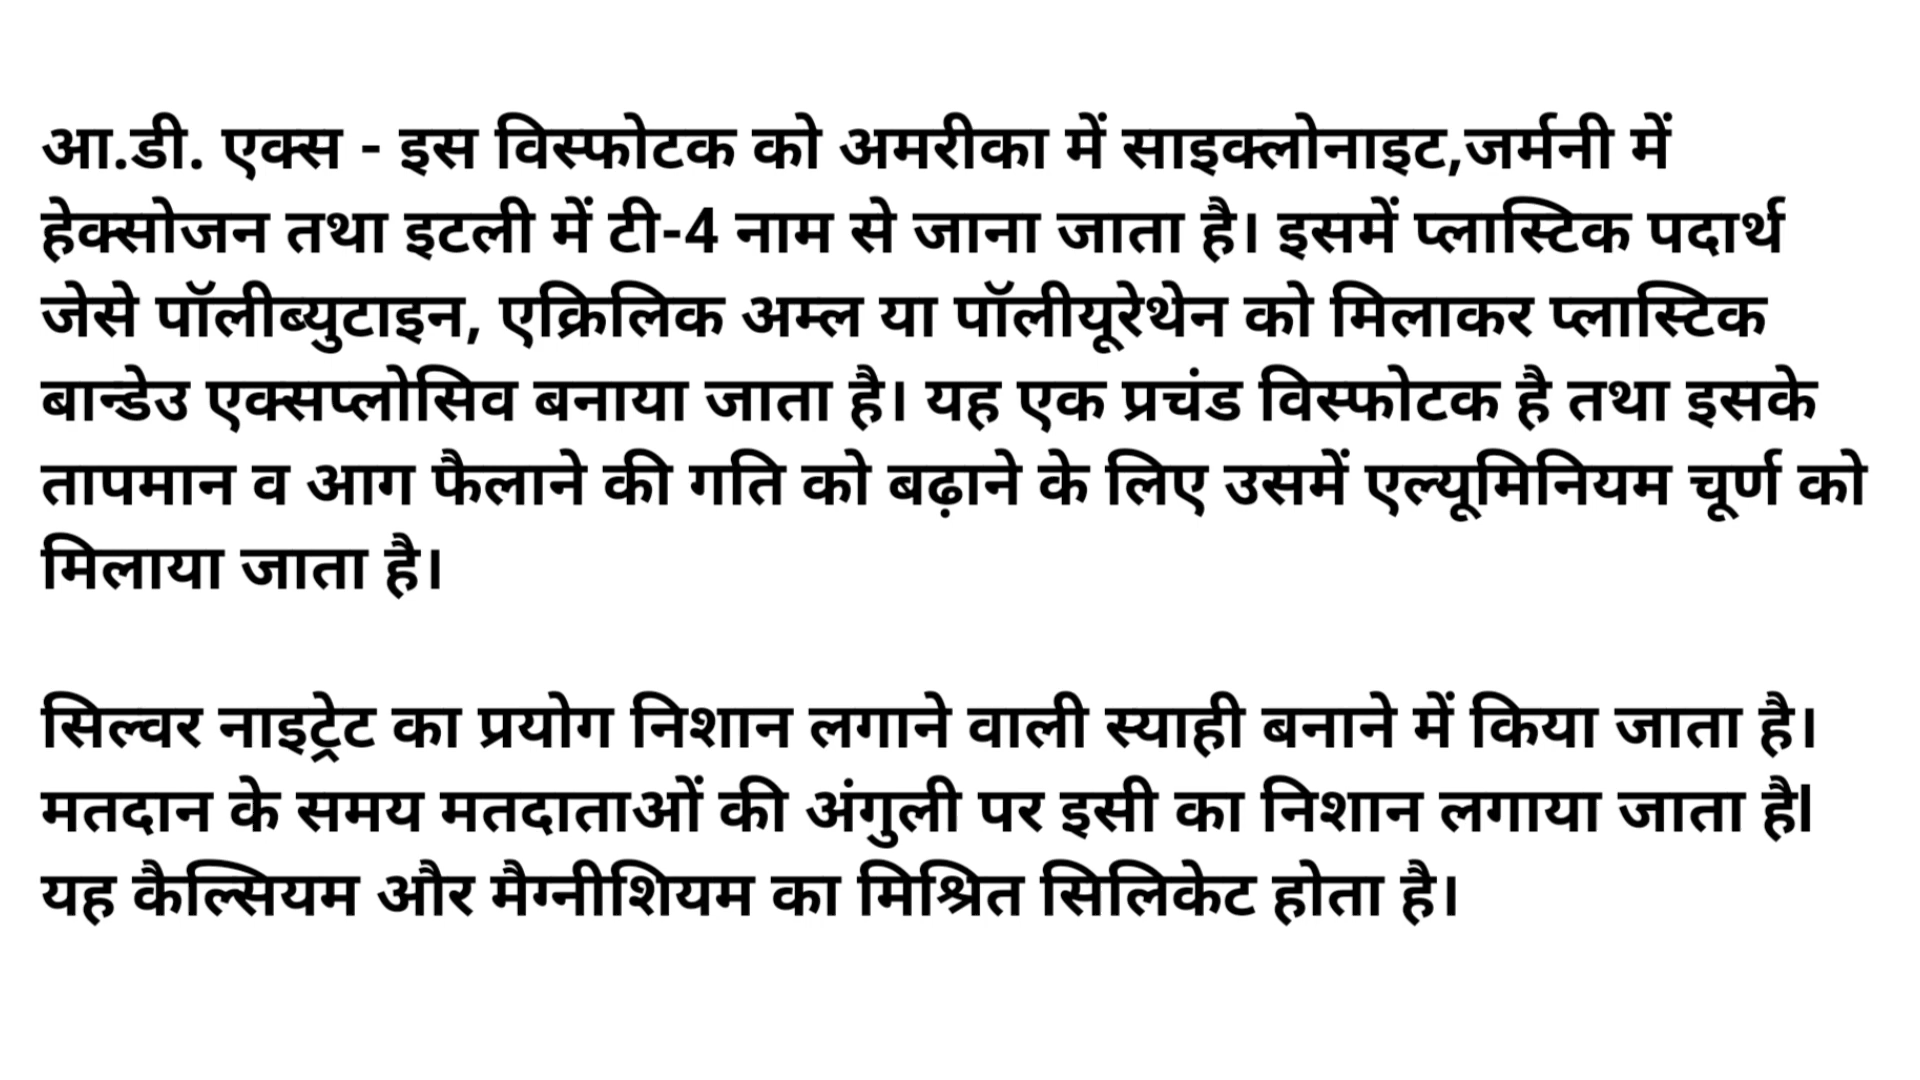 आ.डी. एक्स - इस विस्फोटक को अमरीका में साइक्लोनाइट,जर्मनी में
हेक्सोजन तथा इटली में टी-4 नाम से जाना जाता है। इसमें प्लास्टिक पदार्थ
जेसे पॉलीब्युटाइन, एक्रिलिक अम्ल या पॉलीयूरेथेन को मिलाकर प्लास्टिक
बान्डेउ एक्सप्लोसिव बनाया जाता है। यह एक प्रचंड विस्फोटक है तथा इसके
तापमान व आग फैलाने की गति को बढ़ाने के लिए उसमें एल्यूमिनियम चूर्ण को
मिलाया जाता है।
सिल्वर नाइट्रेट का प्रयोग निशान लगाने वाली स्याही बनाने में किया जाता है।
मतदान के समय मतदाताओं की अंगुली पर इसी का निशान लगाया जाता हैl
यह कैल्सियम और मैग्नीशियम का मिश्रित सिलिकेट होता है।